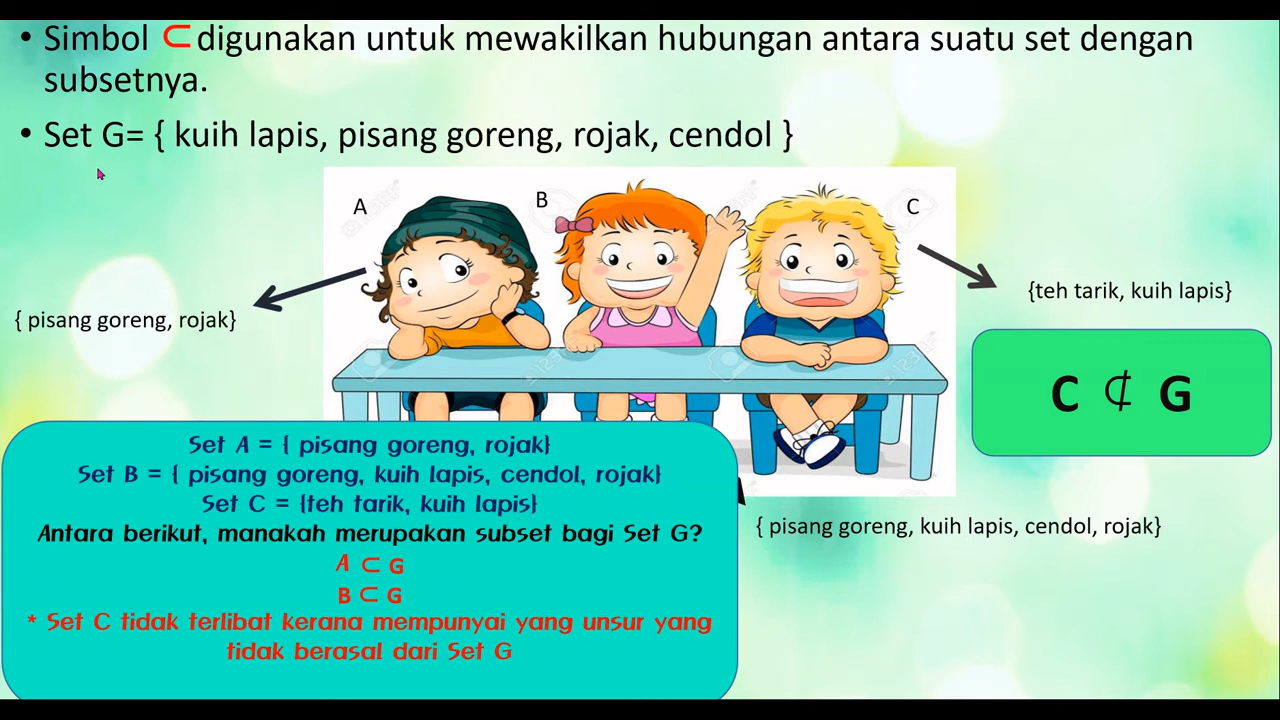 • Simbol ⊂ digunakan untuk mewakilkan hubungan antara suatu set dengan
subsetnya.
• Set G= { kuih lapis, pisang goreng, rojak, cendol }
A
B
C
{ pisang goreng, rojak}
{teh tarik, kuih lapis}
C ⊄ G
Set A = { pisang goreng, rojak}
Set B = { pisang goreng, kuih lapis, cendol, rojak}
Set C = {teh tarik, kuih lapis}
Antara berikut, manakah merupakan subset bagi Set G?
A ⊂ G
B ⊂ G
* Set C tidak terlibat kerana mempunyai yang unsur yang
tidak berasal dari Set G
{ pisang goreng, kuih lapis, cendol, rojak}